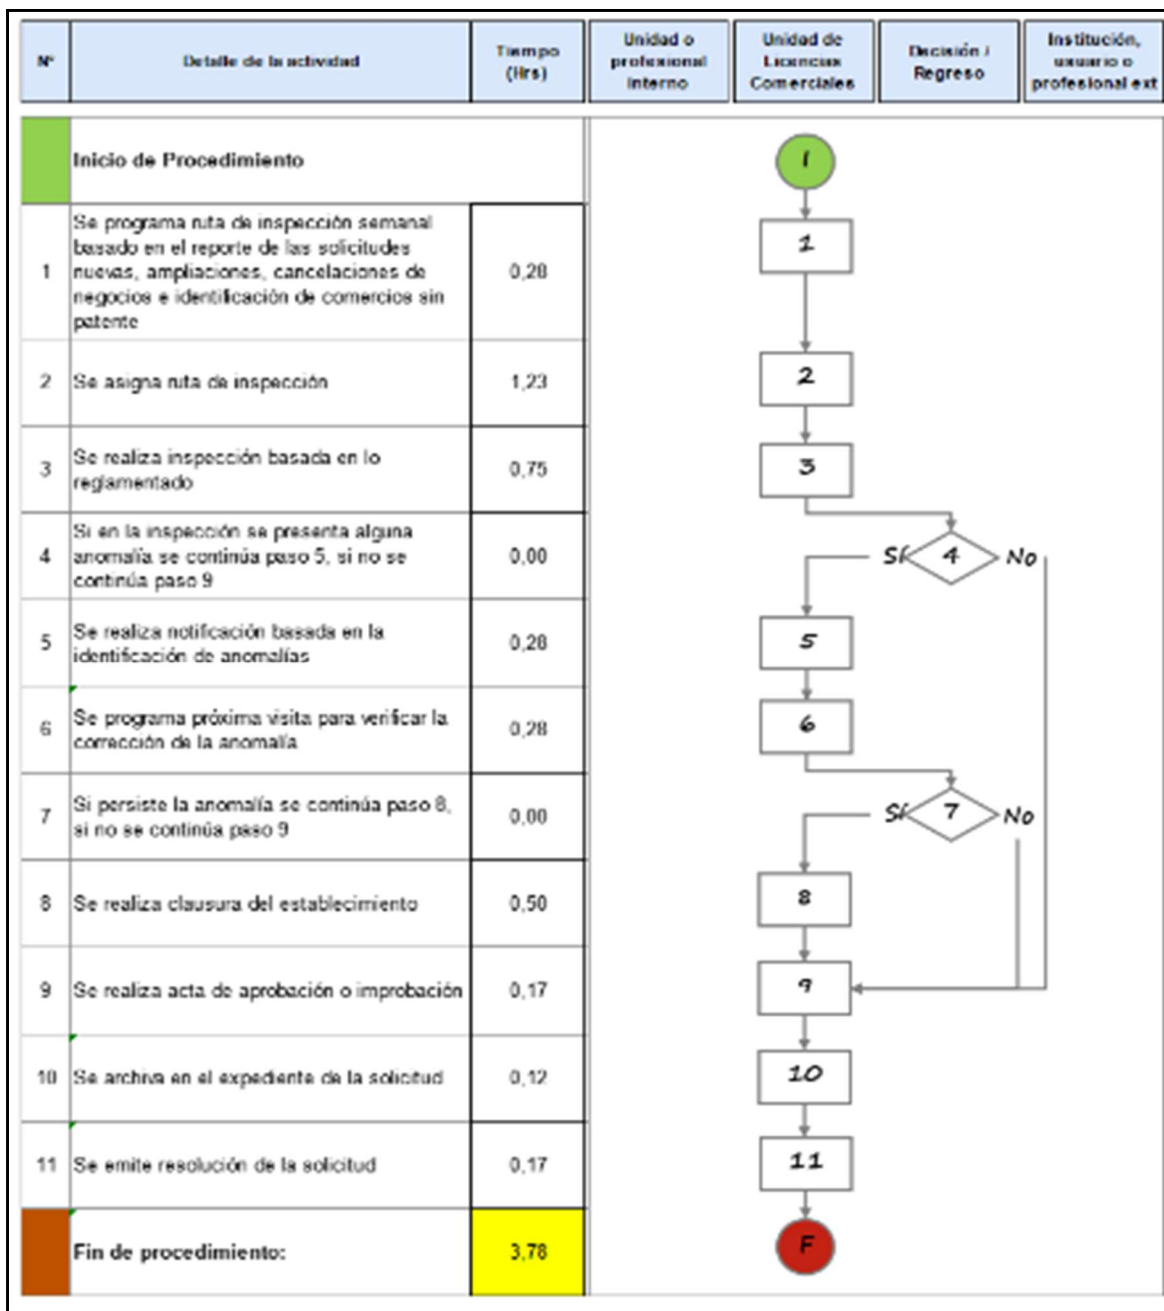 N° Detalle de la actividad Tiempo (Hrs) Unidad o profesional interno Unidad de Licencias Comerciales Decisión / Regreso Institución, usuario o profesional ext
Inicio de Procedimiento
I
1 Se programa ruta de inspección semanal
basado en el reporte de las solicitudes
nuevas, ampliaciones, cancelaciones de
negocios e identificación de comercios sin
patente
0,28
1
2 Se asigna ruta de inspección 1,23
2
3 Se realiza inspección basada en lo
reglamentado
0,75
3
4 Si en la inspección se presenta alguna
anomalía se continúa paso 5, si no se
continúa paso 9
0,00
Sí 4 No
5 Se realiza notificación basada en la
identificación de anomalías
0,28
5
6 Se programa próxima visita para verificar la
corrección de la anomalía
0,28
6
7 Si persiste la anomalía se continúa paso 8,
si no se continúa paso 9
0,00
Sí 7 No
8 Se realiza clausura del establecimiento 0,50
8
9 Se realiza acta de aprobación o improbación 0,17
9
10 Se archiva en el expediente de la solicitud 0,12
10
11 Se emite resolución de la solicitud 0,17
11
Fin de procedimiento: 3,78
F